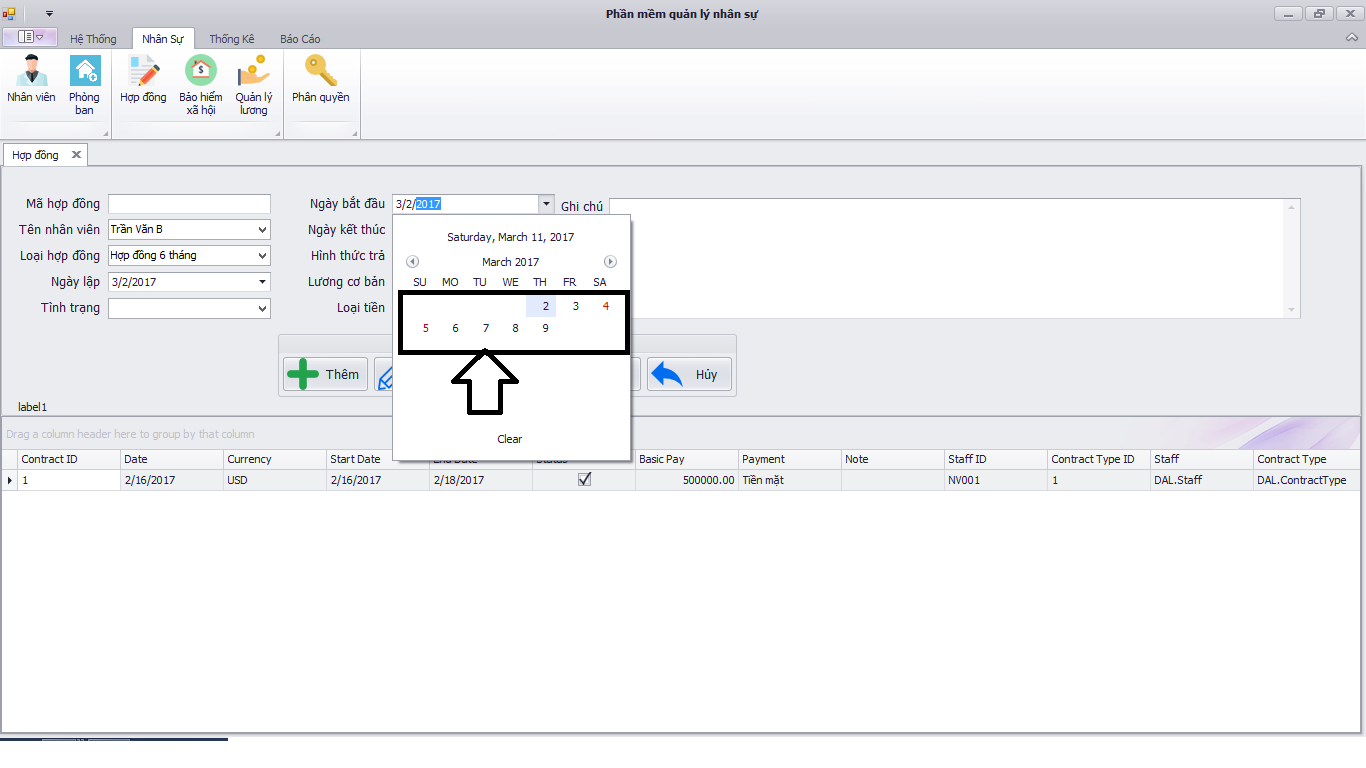 Phần mềm quản lý nhân sự
Hệ Thống Nhân Sự Thống Kê Báo Cáo
Nhân viên Phòng ban Hợp đồng Bảo hiểm xã hội Quản lý lương Phân quyền
Hợp đồng
Mã hợp đồng Ngày bắt đầu 3/2/2017 Ghi chú
Tên nhân viên Trần Văn B Ngày kết thúc
Loại hợp đồng Hợp đồng 6 tháng Hình thức trả
Ngày lập 3/2/2017 Lương cơ bản
Tình trạng Loại tiền
Saturday, March 11, 2017
March 2017
SU MO TU WE TH FR SA
2 3 4
5 6 7 8 9
Clear
Thêm Hủy
label1
Drag a column header here to group by that column
Contract ID Date Currency Start Date End Date Status Basic Pay Payment Note Staff ID Contract Type ID Staff Contract Type
1 2/16/2017 USD 2/16/2017 2/18/2017 500000.00 Tiền mặt NV001 1 DAL.Staff DAL.ContractType